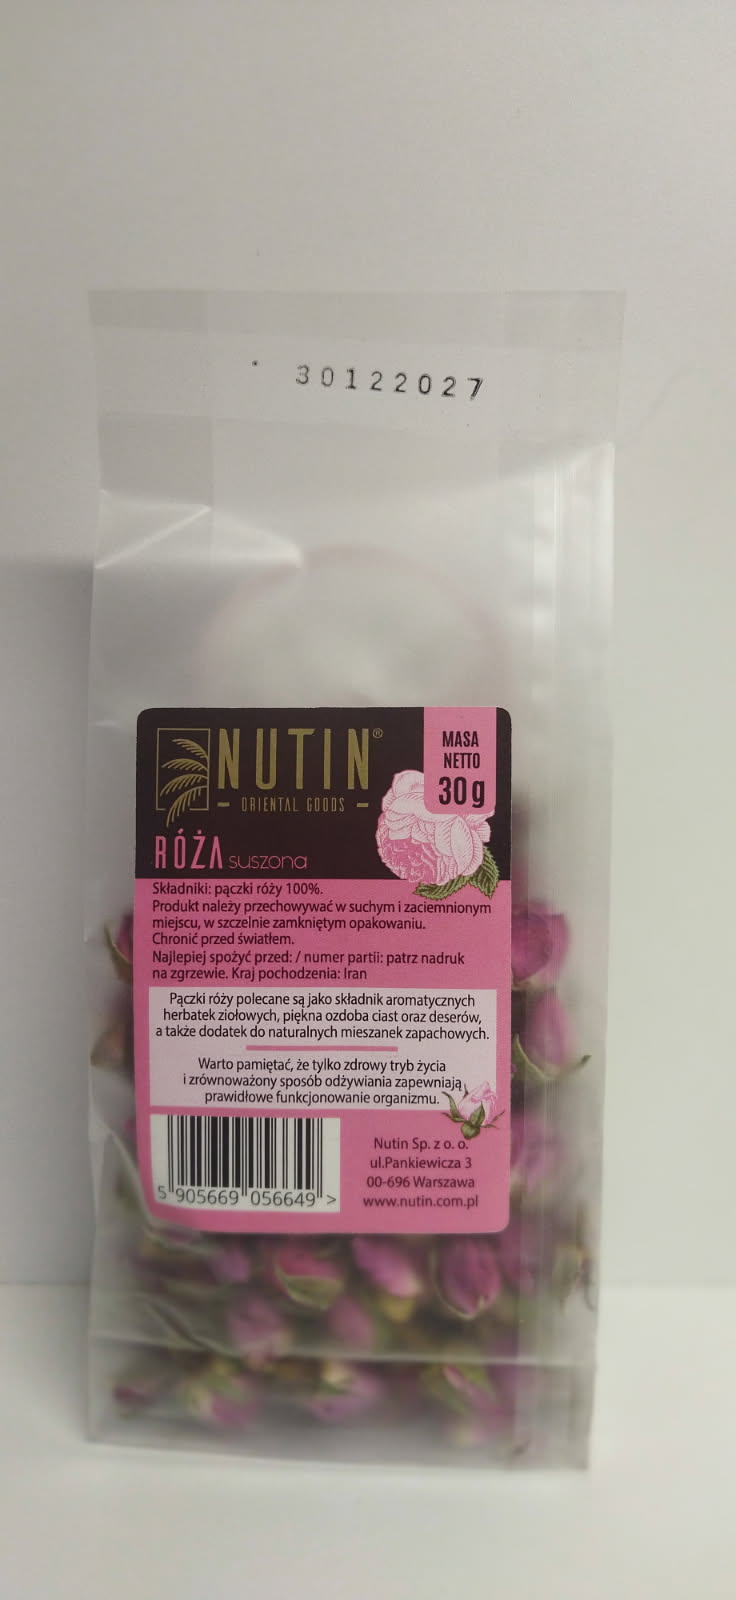 30122027
NUTIN®
- ORIENTAL GOODS -
MASA
NETTO
30g
RÓŻA suszona
Składniki: pączki róży 100%.
Produkt należy przechowywać w suchym i zaciemnionym
miejscu, w szczelnie zamkniętym opakowaniu.
Chronić przed światłem.
Najlepiej spożyć przed: / numer partii: patrz nadruk
na zgrzewie. Kraj pochodzenia: Iran
Pączki róży polecane są jako składnik aromatycznych
herbatek ziołowych, piękna ozdoba ciast oraz deserów,
a także dodatek do naturalnych mieszanek zapachowych.
Warto pamiętać, że tylko zdrowy tryb życia
i zrównoważony sposób odżywiania zapewniają
prawidłowe funkcjonowanie organizmu.
5 905669 056649 >
Nutin Sp. z o. o.
ul.Pankiewicza 3
00-696 Warszawa
www.nutin.com.pl